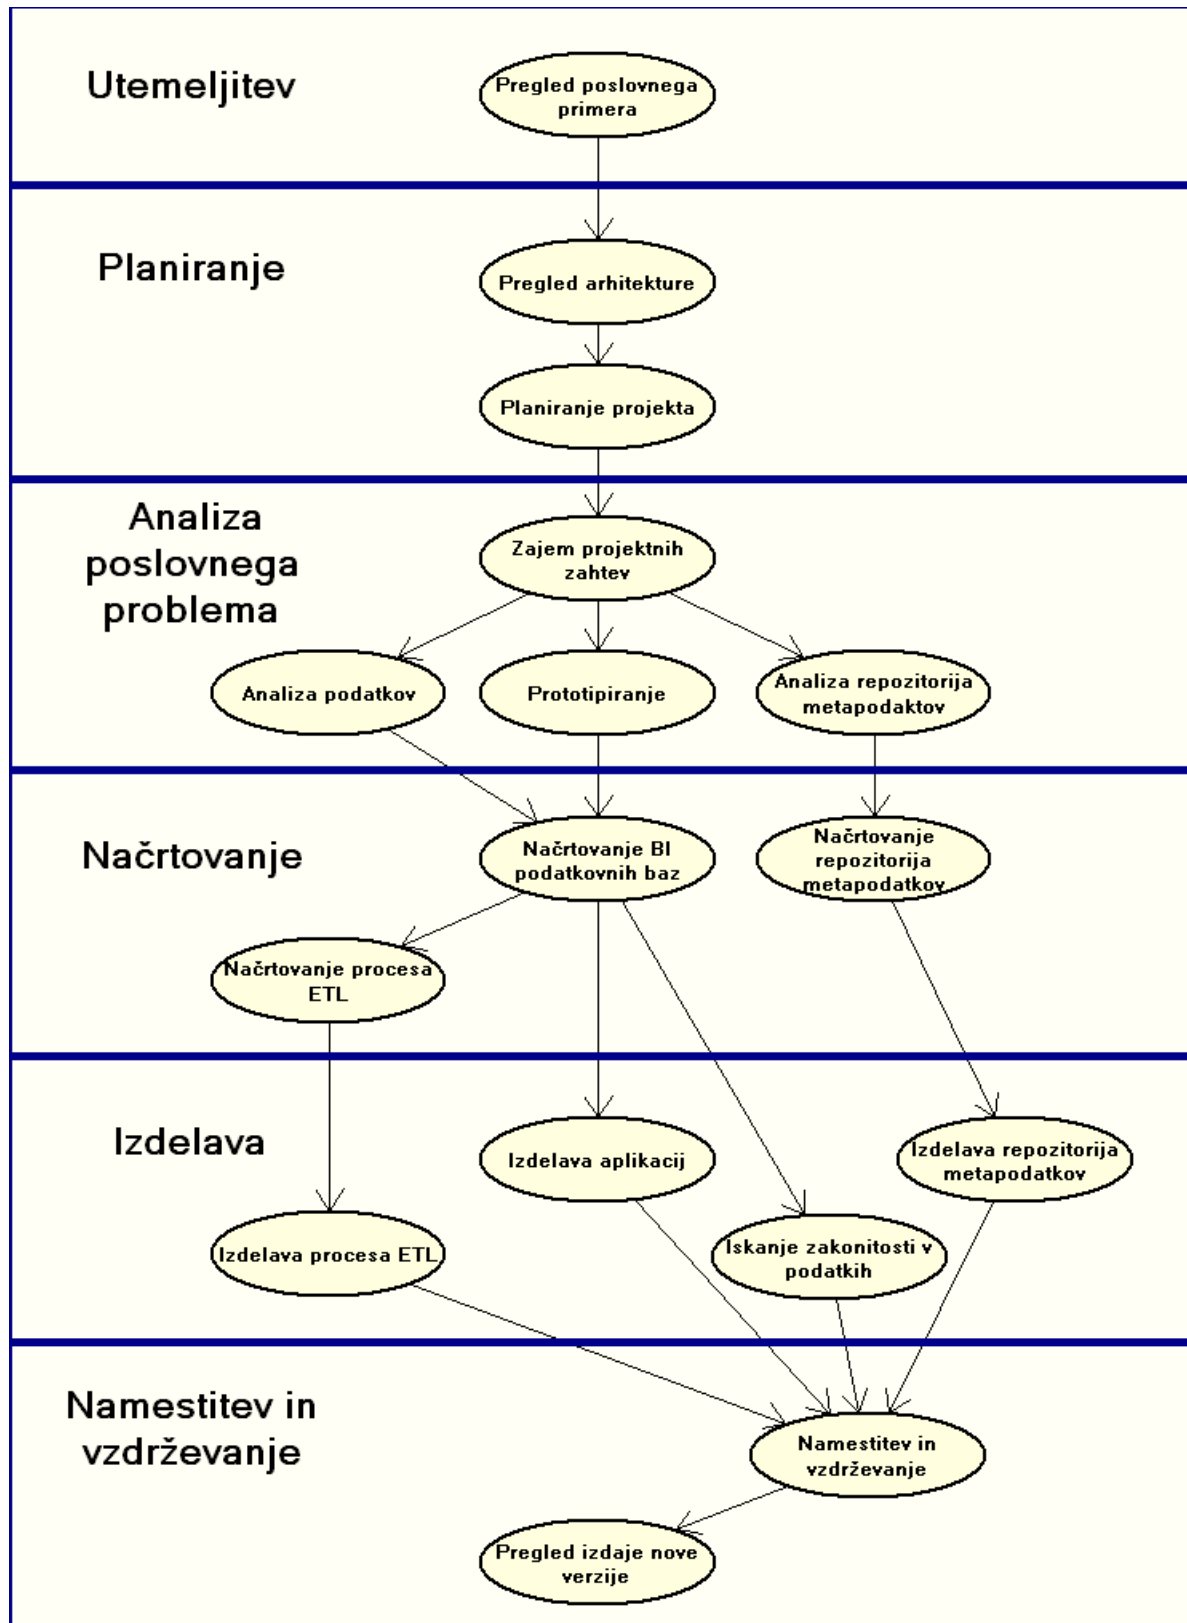 Utemeljitev
Pregled poslovnega
primera
Planiranje
Pregled arhitekture
Planiranje projekta
Analiza
poslovnega
problema
Zajem projektnih
zahtev
Analiza podatkov
Prototipiranje
Analiza repozitorija
metapodaktov
Načrtovanje
Načrtovanje BI
podatkovnih baz
Načrtovanje
repozitorija
metapodatkov
Načrtovanje procesa
ETL
Izdelava
Izdelava aplikacij
Izdelava repozitorija
metapodatkov
Izdelava procesa ETL
Iskanje zakonitosti v
podatkih
Namestitev in
vzdrževanje
Namestitev in
vzdrževanje
Pregled izdaje nove
verzije